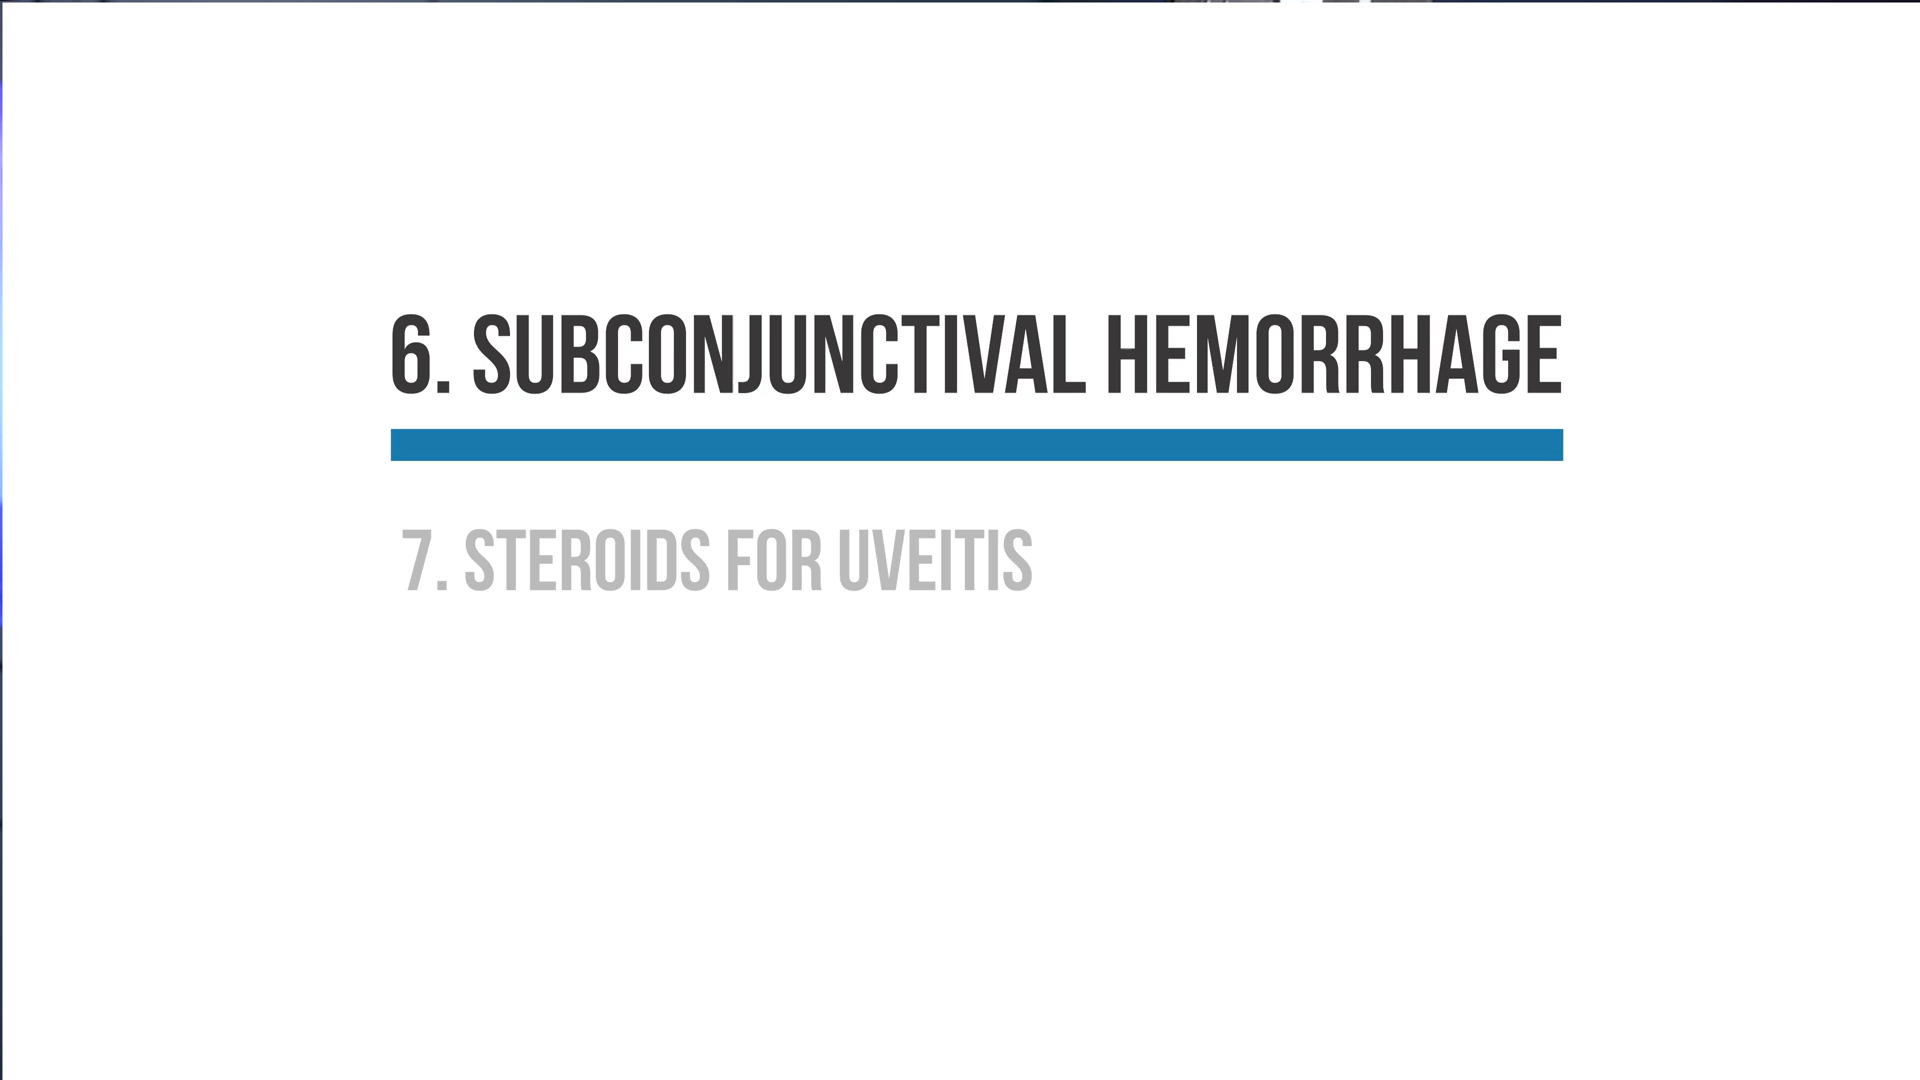 6. SUBCONJUNCTIVAL HEMORRHAGE
7. STEROIDS FOR UVEITIS